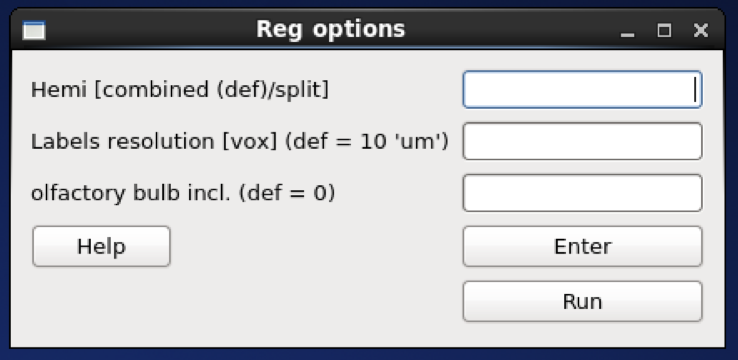 Reg options
Hemi [combined (def)/split]
Labels resolution [vox] (def = 10 'um')
olfactory bulb incl. (def = 0)
Help
Enter
Run